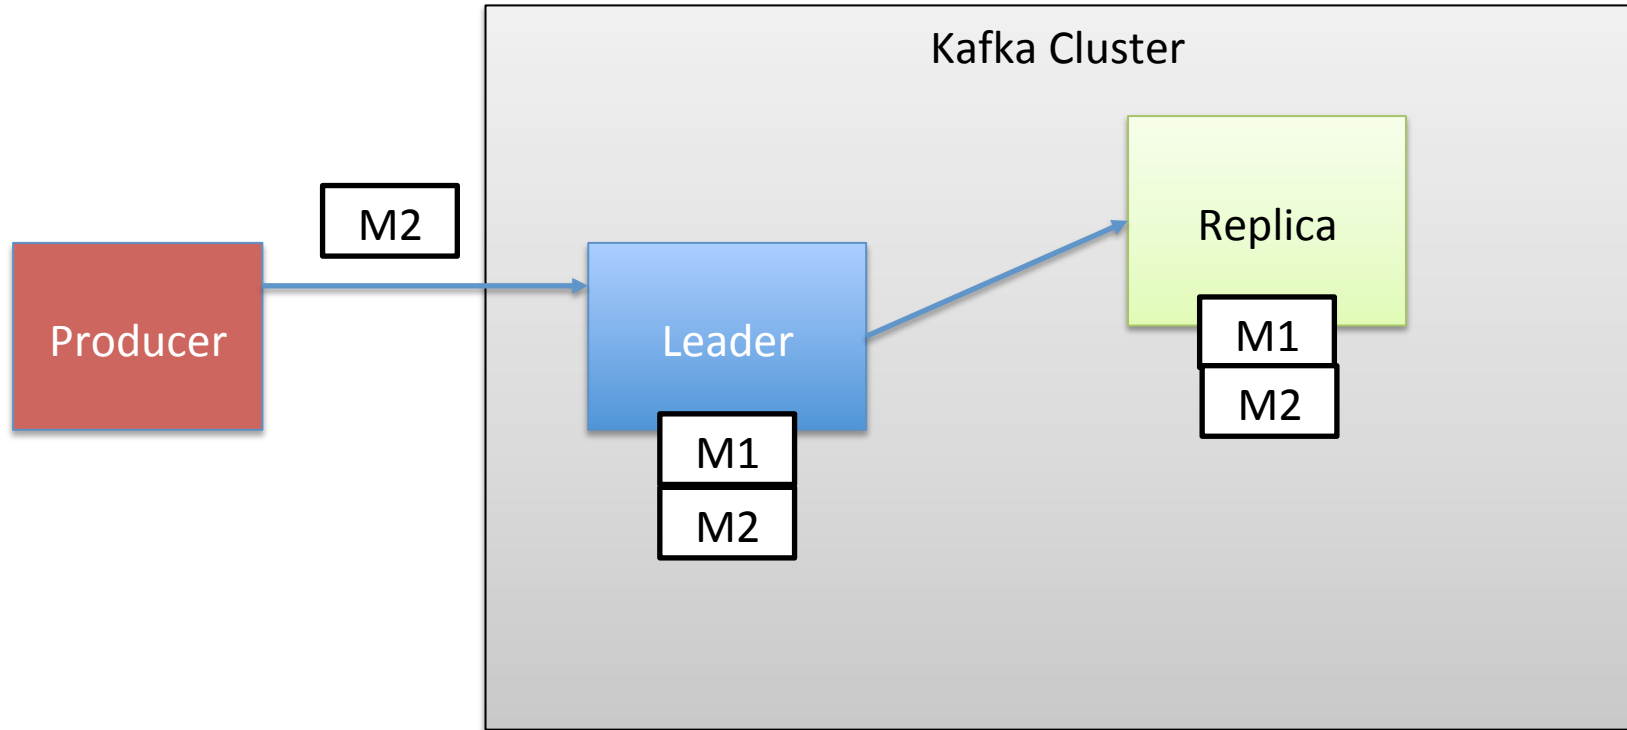 Kafka Cluster
M2
Producer
Leader
M1
M2
Replica
M1
M2